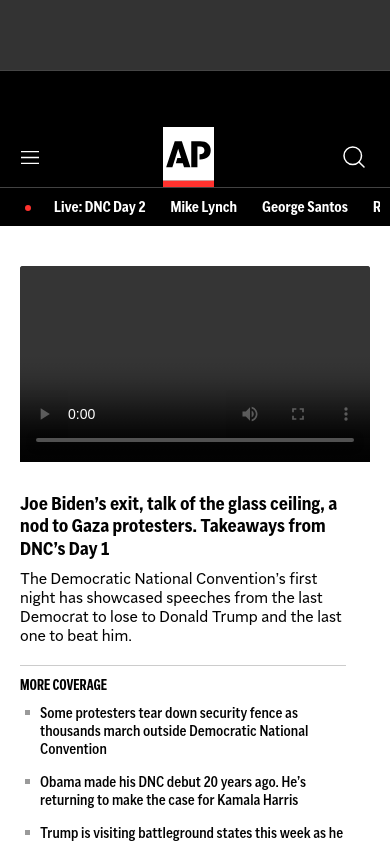 AP
Live: DNC Day 2 Mike Lynch George Santos R
0:00
Joe Biden’s exit, talk of the glass ceiling, a
nod to Gaza protesters. Takeaways from
DNC’s Day 1
The Democratic National Convention’s first
night has showcased speeches from the last
Democrat to lose to Donald Trump and the last
one to beat him.
MORE COVERAGE
Some protesters tear down security fence as
thousands march outside Democratic National
Convention
Obama made his DNC debut 20 years ago. He’s
returning to make the case for Kamala Harris
Trump is visiting battleground states this week as he